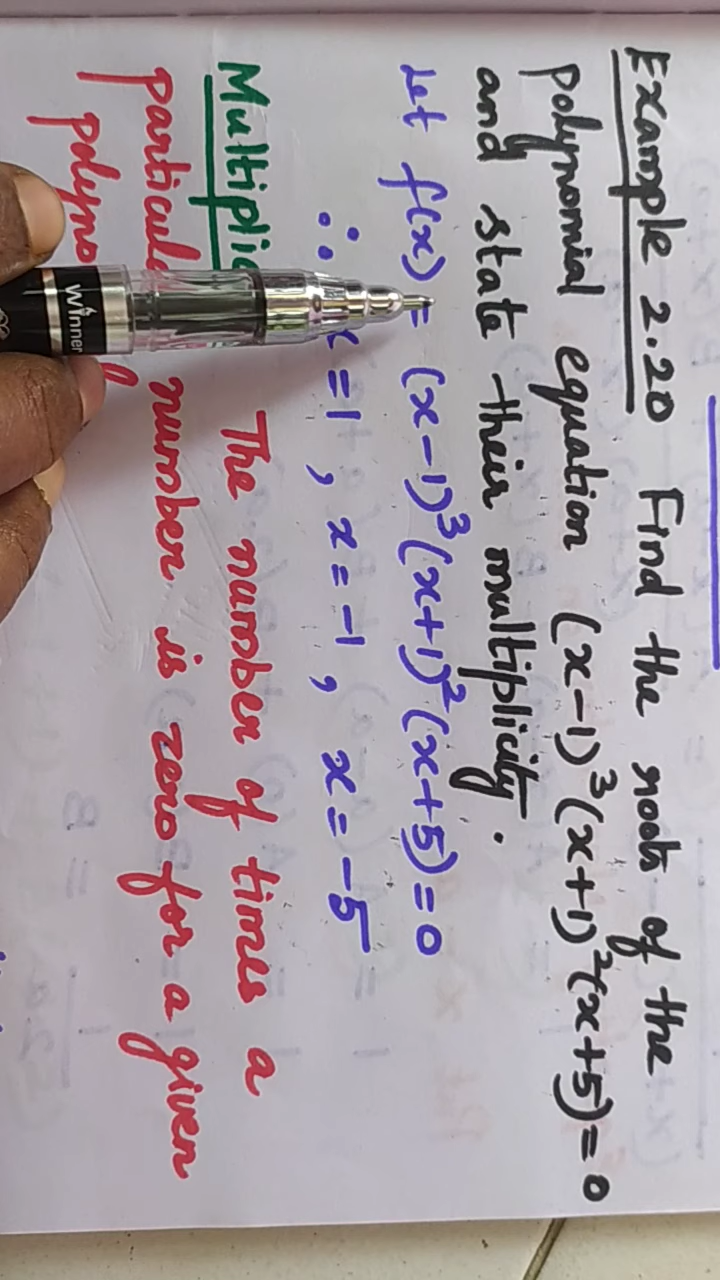 Example 2.20 Find the roots of the
polynomial equation (x-1)³(x+1)²(x+5)=0
and state their multiplicity.
Let f(x) = (x-1)³(x+1)²(x+5)=0
∴ x=1, x=-1, x=-5
The number of times a
number is zero for a given
Winner